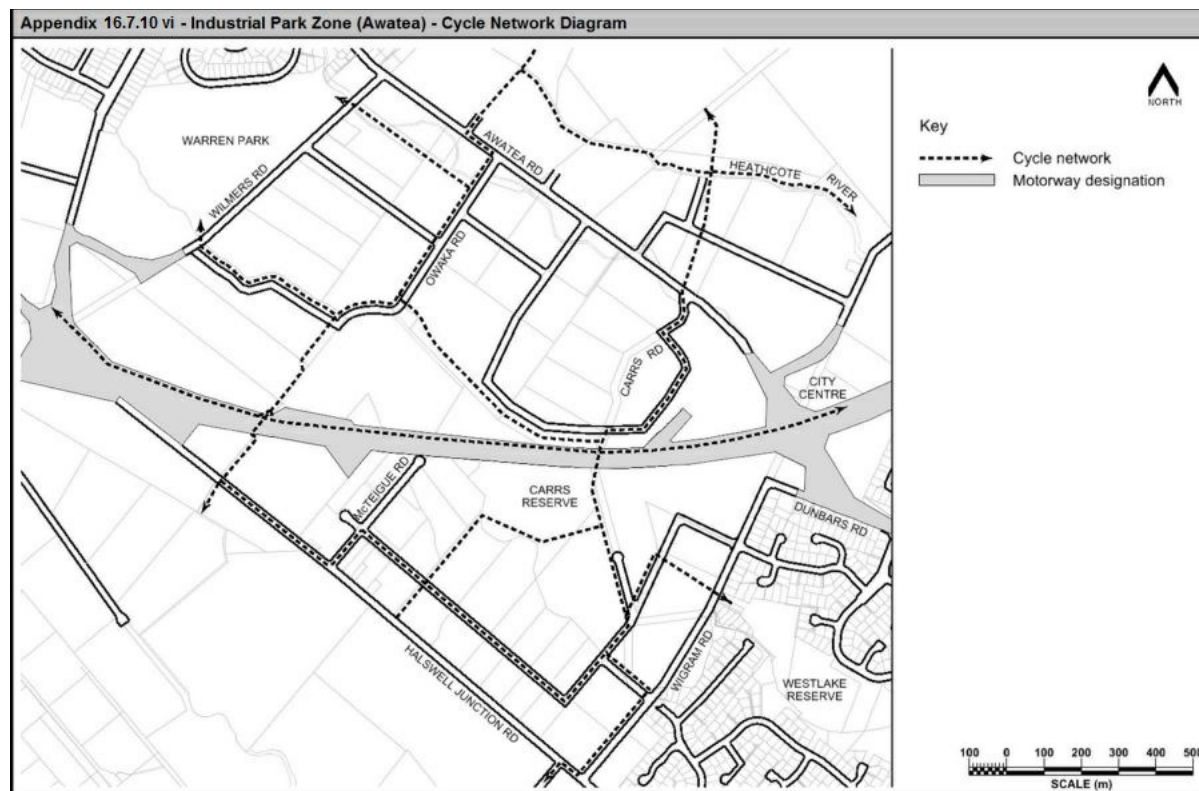 Appendix 16.7.10 vi - Industrial Park Zone (Awatea) - Cycle Network Diagram
NORTH
Key
Cycle network
Motorway designation
WARREN PARK
WILMERS RD
AWATEA RD
HEATHCOTE
RIVER
OWAKA RD
CARRS
RD
CITY
CENTRE
McTEIGUE RD
CARRS
RESERVE
DUNBARS RD
HALSWELL JUNCTION RD
WIGRAM RD
WESTLAKE
RESERVE
100 0 100 200 300 400 500
SCALE (m)